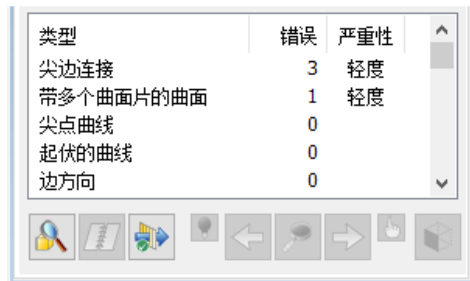 类型 错误 严重性
尖边连接 3 轻度
带多个曲面片的曲面 1 轻度
尖点曲线 0
起伏的曲线 0
边方向 0